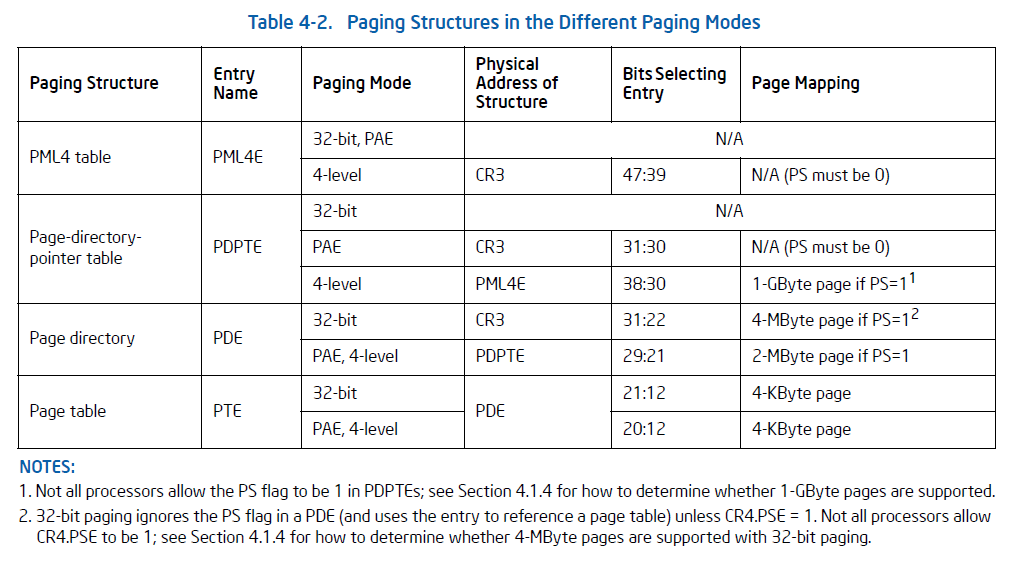 Table 4-2. Paging Structures in the Different Paging Modes
Paging Structure
Entry
Name
Paging Mode
Physical
Address of
Structure
Bits Selecting
Entry
Page Mapping
PML4 table
PML4E
32-bit, PAE
N/A
4-level
CR3
47:39
N/A (PS must be 0)
Page-directory-
pointer table
PDPTE
32-bit
N/A
PAE
CR3
31:30
N/A (PS must be 0)
4-level
PML4E
38:30
1-GByte page if PS=1¹
Page directory
PDE
32-bit
CR3
31:22
4-MByte page if PS=1²
PAE, 4-level
PDPTE
29:21
2-MByte page if PS=1
Page table
PTE
32-bit
PDE
21:12
4-KByte page
PAE, 4-level
20:12
4-KByte page
NOTES:
1. Not all processors allow the PS flag to be 1 in PDPTEs; see Section 4.1.4 for how to determine whether 1-GByte pages are supported.
2. 32-bit paging ignores the PS flag in a PDE (and uses the entry to reference a page table) unless CR4.PSE = 1. Not all processors allow
CR4.PSE to be 1; see Section 4.1.4 for how to determine whether 4-MByte pages are supported with 32-bit paging.